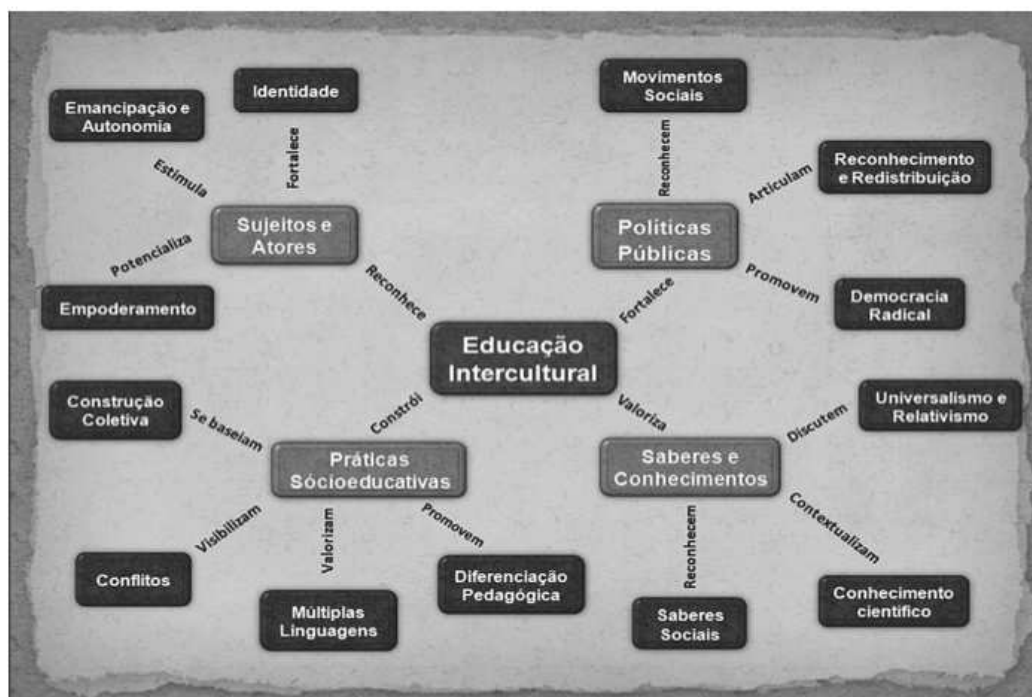 Emancipação e
Autonomia
Identidade
Estimula
Fortalece
Sujeitos e
Atores
Potencializa
Empoderamento
Reconhece
Movimentos
Sociais
Reconhecem
Articulam
Reconhecimento
e Redistribuição
Políticas
Públicas
Promovem
Democracia
Radical
Fortalece
Educação
Intercultural
Construção
Coletiva
Se baseiam
Constrói
Práticas
Sócioeducativas
Visibilizam
Conflitos
Valorizam
Múltiplas
Linguagens
Promovem
Diferenciação
Pedagógica
Valoriza
Saberes e
Conhecimentos
Discutem
Universalismo e
Relativismo
Reconhecem
Saberes
Sociais
Contextualizam
Conhecimento
científico